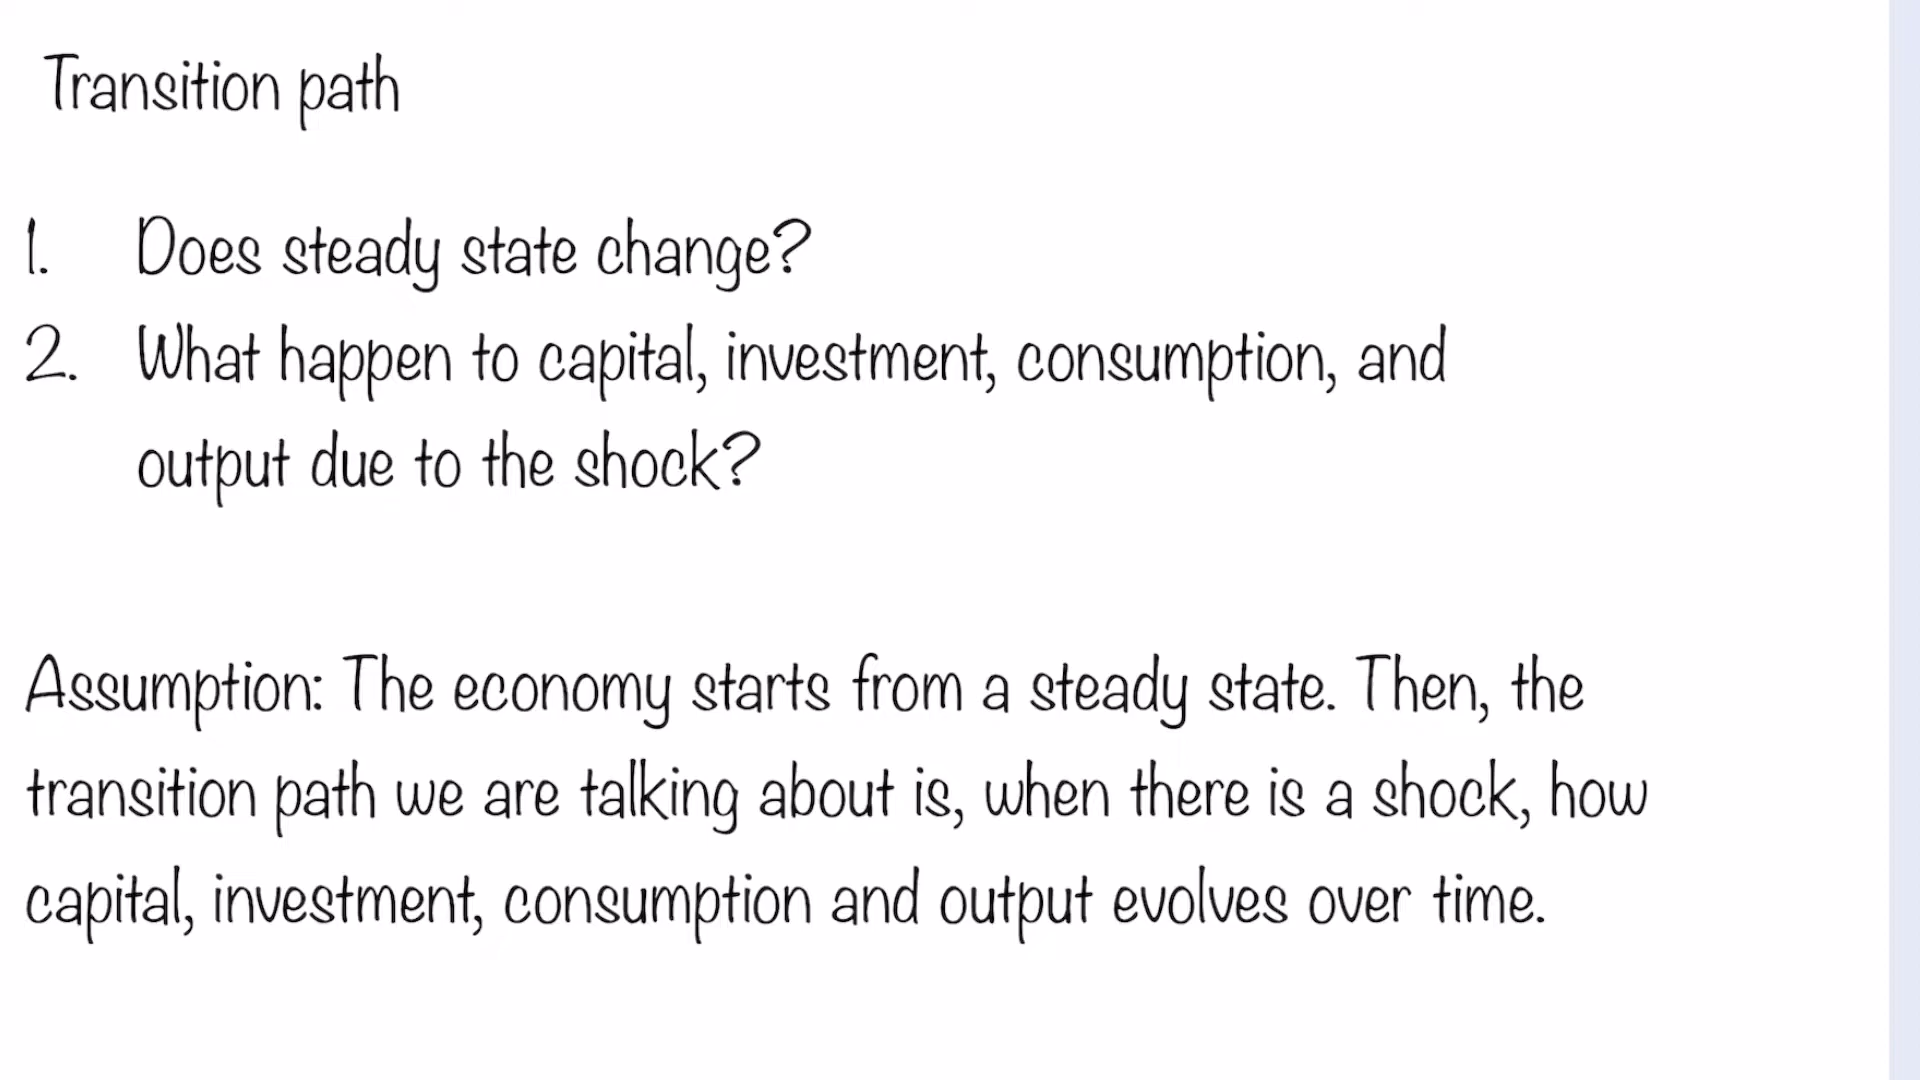 Transition path
1. Does steady state change?
2. What happen to capital, investment, consumption, and
output due to the shock?
Assumption: The economy starts from a steady state. Then, the
transition path we are talking about is, when there is a shock, how
capital, investment, consumption and output evolves over time.